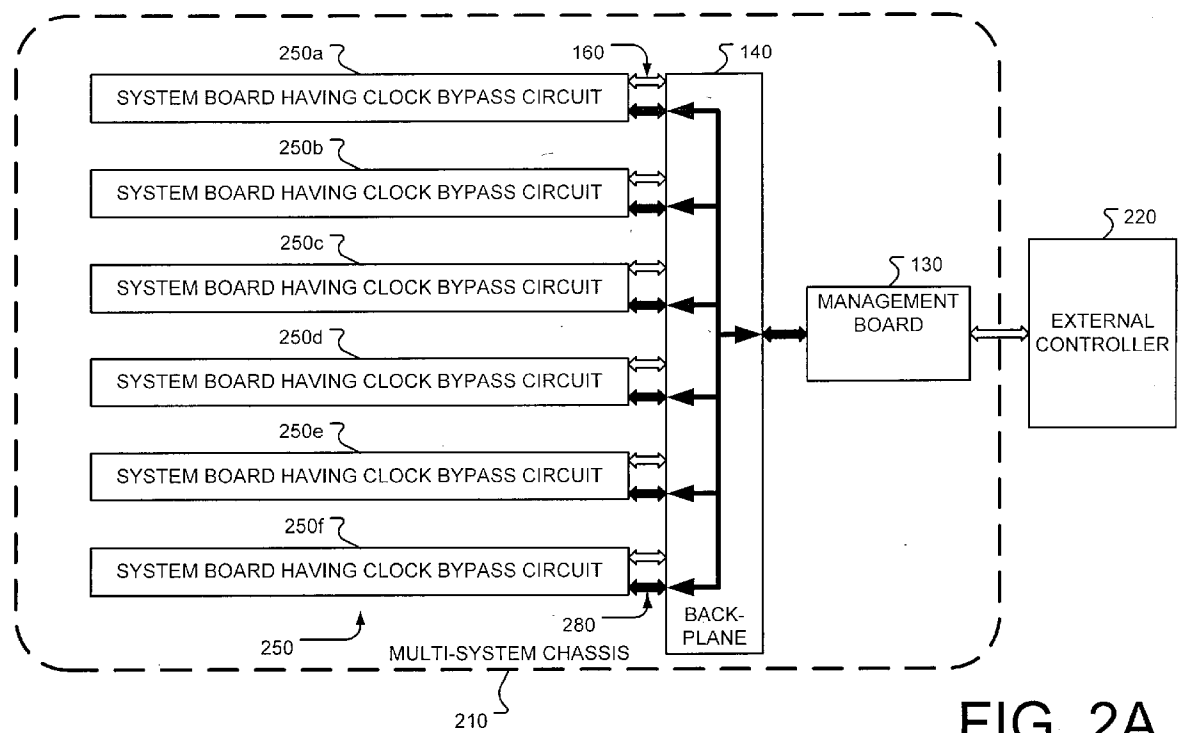 250a
160
140
SYSTEM BOARD HAVING CLOCK BYPASS CIRCUIT
250b
SYSTEM BOARD HAVING CLOCK BYPASS CIRCUIT
250c
SYSTEM BOARD HAVING CLOCK BYPASS CIRCUIT
250d
SYSTEM BOARD HAVING CLOCK BYPASS CIRCUIT
250e
SYSTEM BOARD HAVING CLOCK BYPASS CIRCUIT
250f
SYSTEM BOARD HAVING CLOCK BYPASS CIRCUIT
250
280
BACK-
PLANE
130
MANAGEMENT
BOARD
220
EXTERNAL
CONTROLLER
MULTI-SYSTEM CHASSIS
210
FIG. 2A